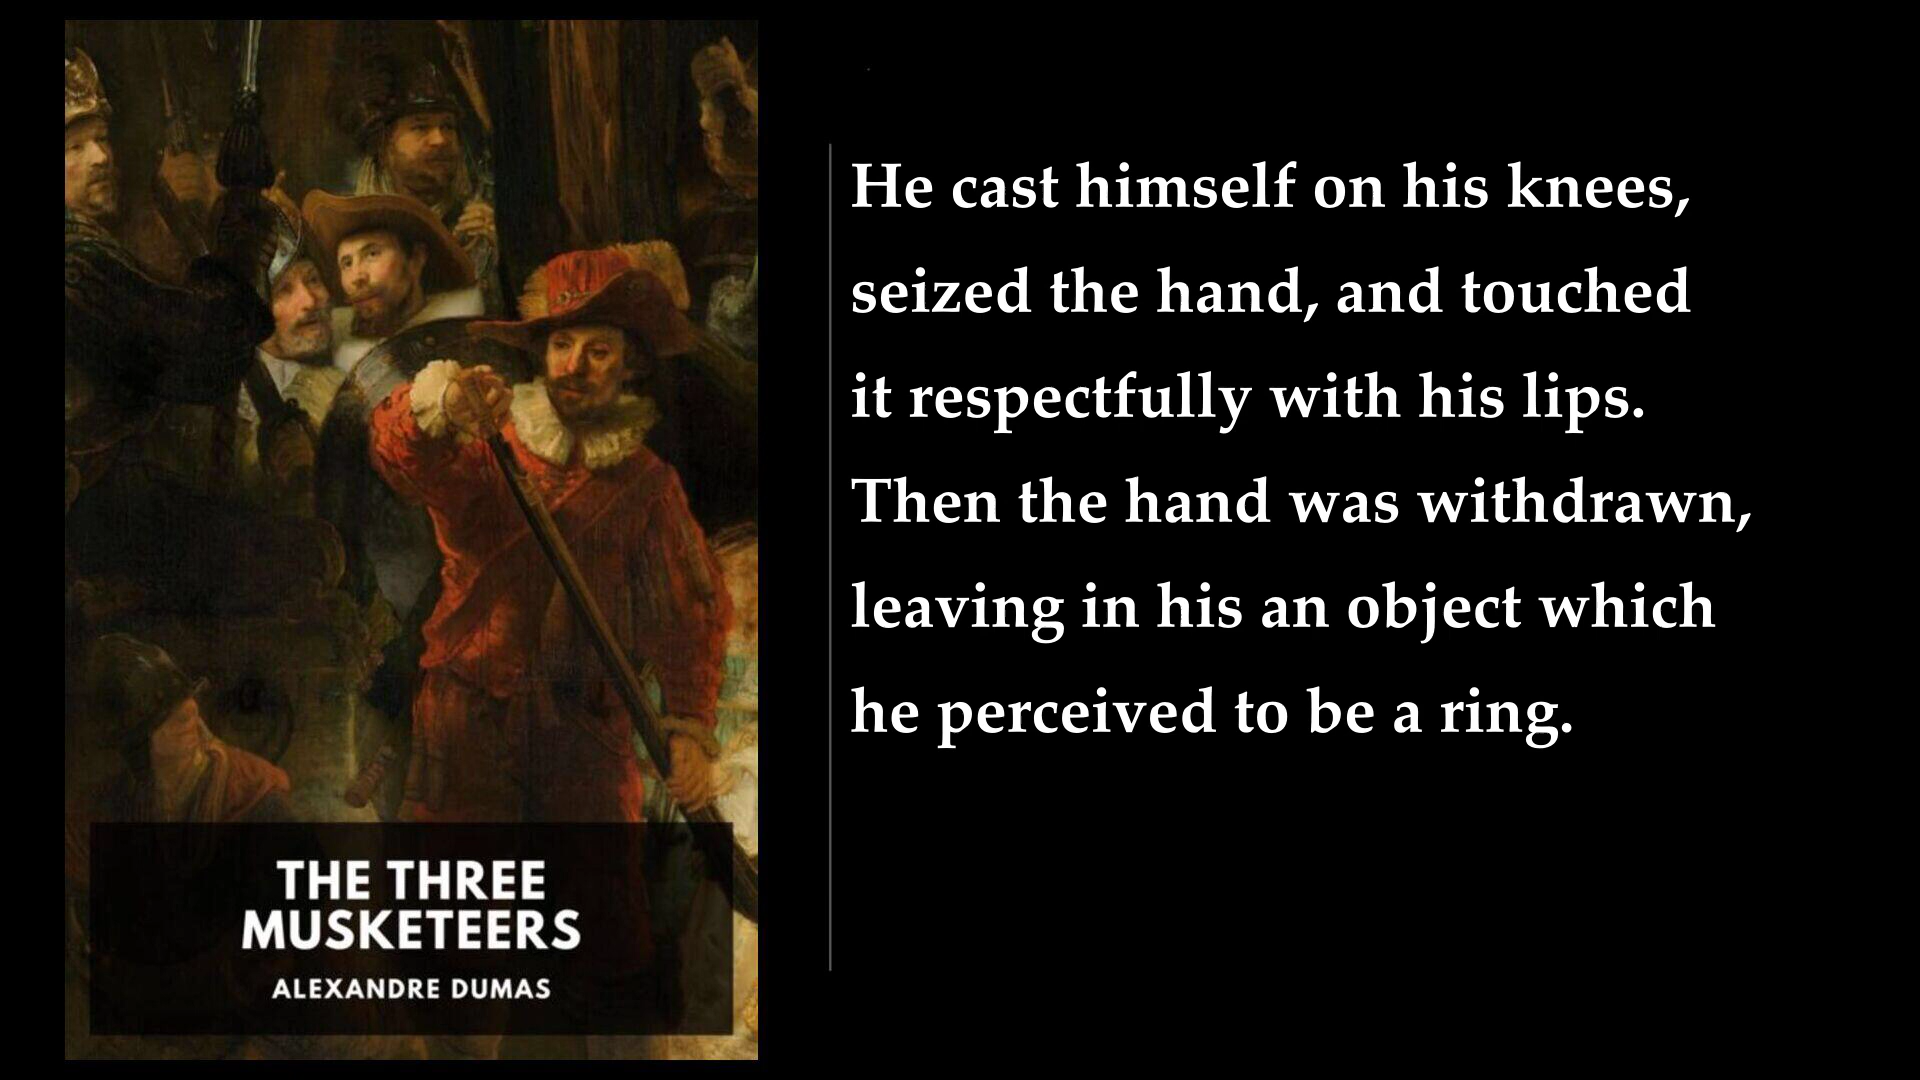 He cast himself on his knees,
seized the hand, and touched
it respectfully with his lips.
Then the hand was withdrawn,
leaving in his an object which
he perceived to be a ring.
THE THREE
MUSKETEERS
ALEXANDRE DUMAS